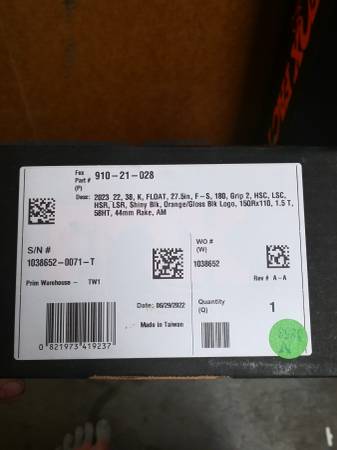 Fox
Part #
(P)
910-21-028
Desc: 2023 22, 38, K, FLOAT, 27.5in, F-S, 180, Grip 2, HSC, LSC,
HSR, LSR, Shiny Blk, Orange/Gloss Blk Logo, 15QRx110, 1.5 T,
58HT, 44mm Rake, AM
S/N #
1038652-0071-T
WO #
(W)
1038652
Prim Warehouse - TW1
Rev # A-A
Date: 06/29/2022
Made in Taiwan
Quantity
(Q)
1
0 821973 419237